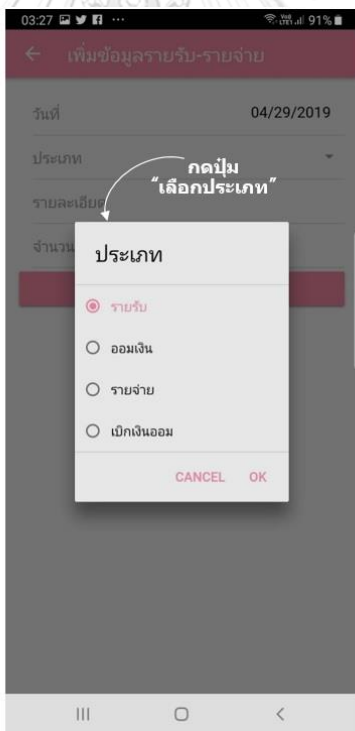 03:27 91%
เพิ่มข้อมูลรายรับ-รายจ่าย
วันที่ 04/29/2019
ประเภท
กดปุ่ม
“เลือกประเภท”
รายละเอียด
จำนวน
ประเภท
รายรับ
ออมเงิน
รายจ่าย
เบิกเงินออม
CANCEL OK